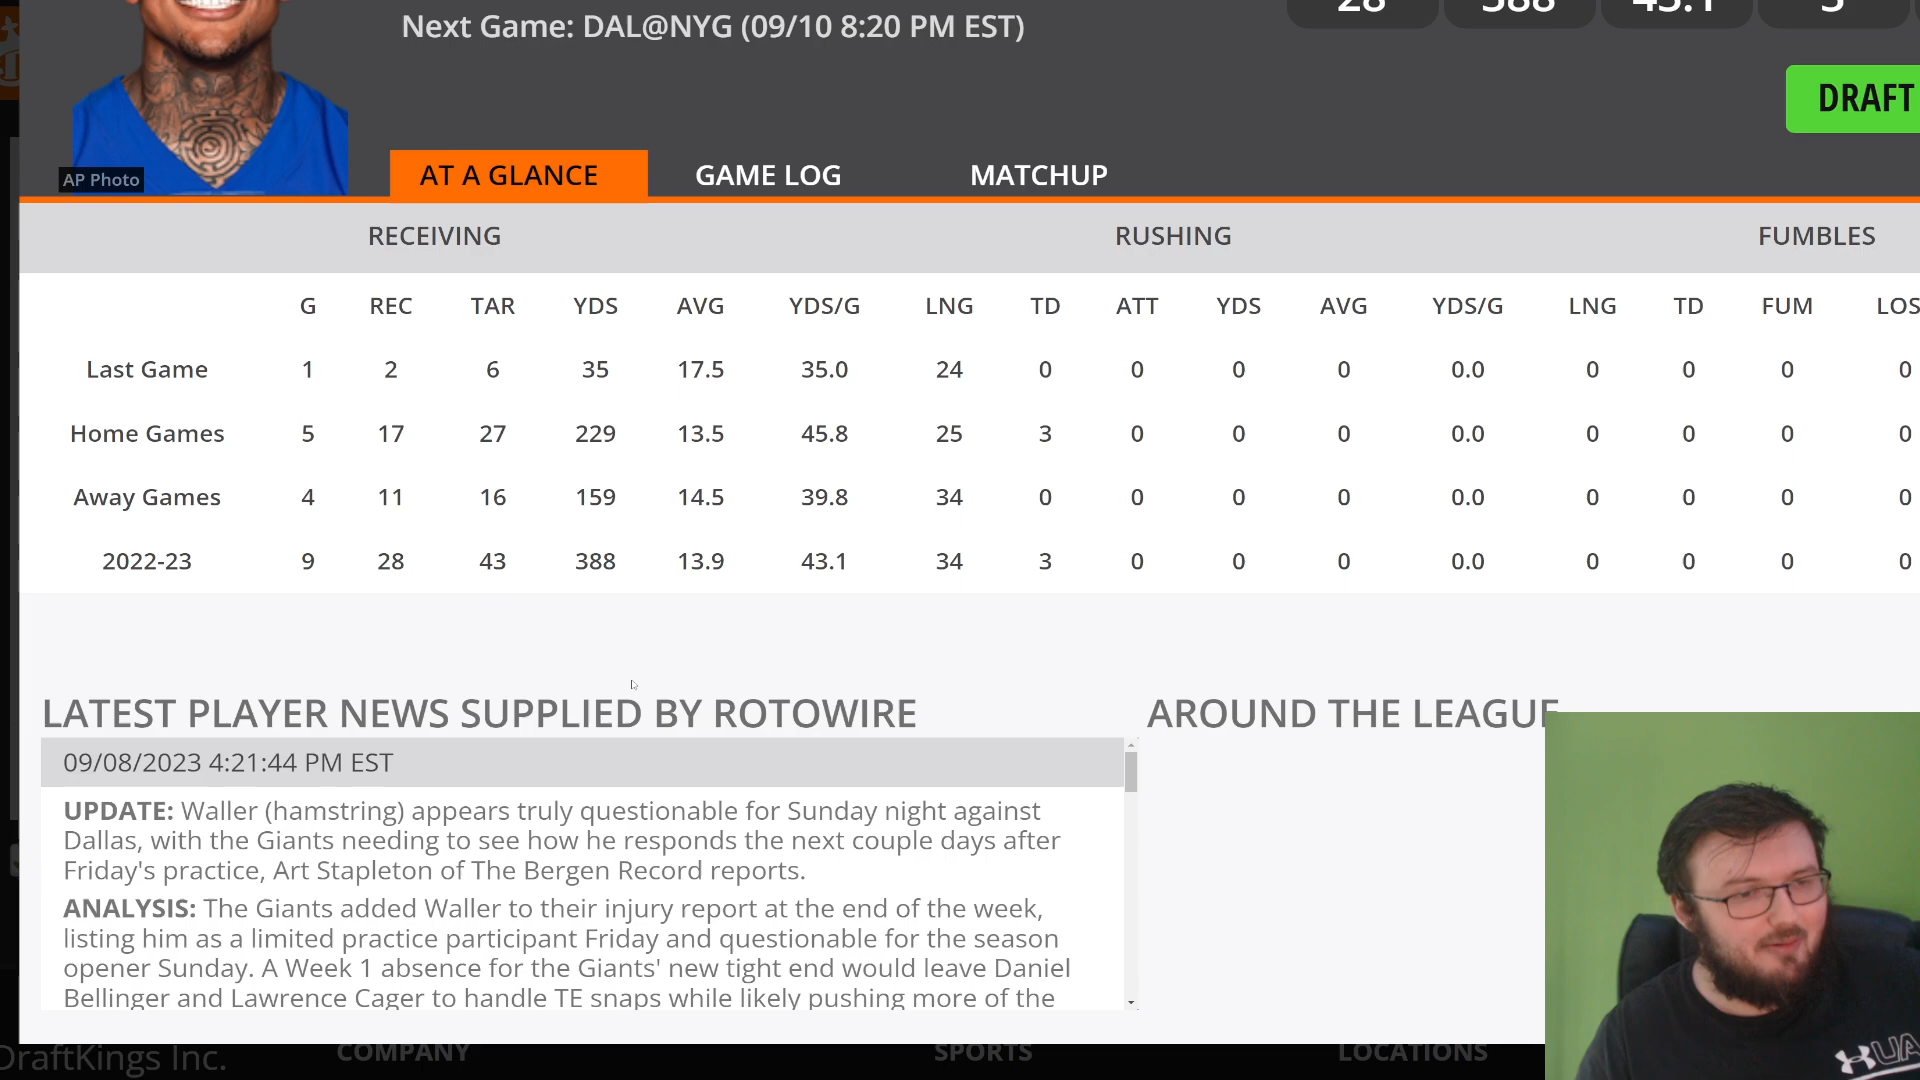 Next Game: DAL@NYG (09/10 8:20 PM EST)
28 388 43.1 3
DRAFT
AP Photo
AT A GLANCE GAME LOG MATCHUP
RECEIVING RUSHING FUMBLES
G REC TAR YDS AVG YDS/G LNG TD ATT YDS AVG YDS/G LNG TD FUM LOS
Last Game 1 2 6 35 17.5 35.0 24 0 0 0 0 0.0 0 0 0 0
Home Games 5 17 27 229 13.5 45.8 25 3 0 0 0 0.0 0 0 0 0
Away Games 4 11 16 159 14.5 39.8 34 0 0 0 0 0.0 0 0 0 0
2022-23 9 28 43 388 13.9 43.1 34 3 0 0 0 0.0 0 0 0 0
LATEST PLAYER NEWS SUPPLIED BY ROTOWIRE
AROUND THE LEAGUE
09/08/2023 4:21:44 PM EST
UPDATE: Waller (hamstring) appears truly questionable for Sunday night against
Dallas, with the Giants needing to see how he responds the next couple days after
Friday's practice, Art Stapleton of The Bergen Record reports.
ANALYSIS: The Giants added Waller to their injury report at the end of the week,
listing him as a limited practice participant Friday and questionable for the season
opener Sunday. A Week 1 absence for the Giants' new tight end would leave Daniel
Bellinger and Lawrence Cager to handle TE snaps while likely pushing more of the
DraftKings Inc. COMPANY SPORTS LOCATIONS
UA